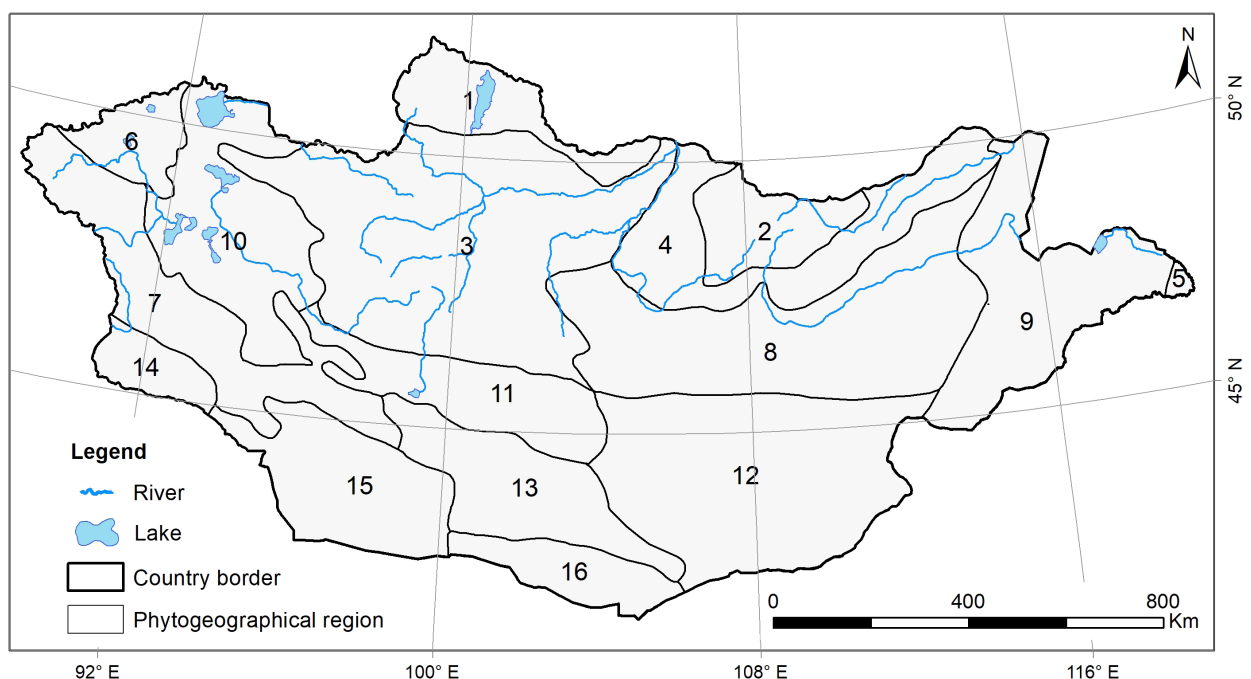 N
50° N
1
6
2
10
3
4
5
7
9
8
14
45° N
11
12
15
13
16
Legend
River
Lake
Country border
Phytogeographical region
0 400 800
Km
92° E 100° E 108° E 116° E